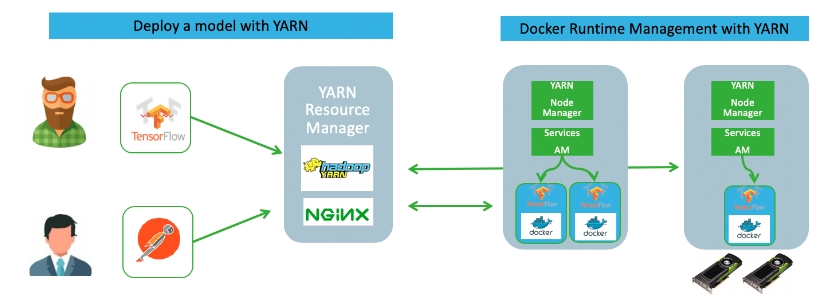 Deploy a model with YARN
Docker Runtime Management with YARN
TensorFlow
YARN
Resource
Manager
hadoop
YARN
NGINX
YARN
Node
Manager
Services
AM
TensorFlow
docker
TensorFlow
docker
YARN
Node
Manager
Services
AM
TensorFlow
docker